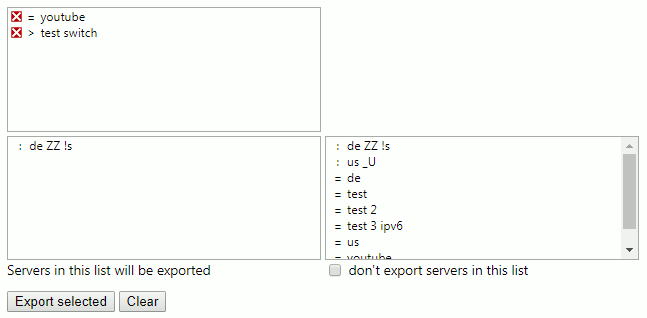 = youtube
> test switch
: de ZZ !s
: de ZZ !s
: us _U
= de
= test
= test 2
= test 3 ipv6
= us
= youtube
Servers in this list will be exported
don't export servers in this list
Export selected
Clear